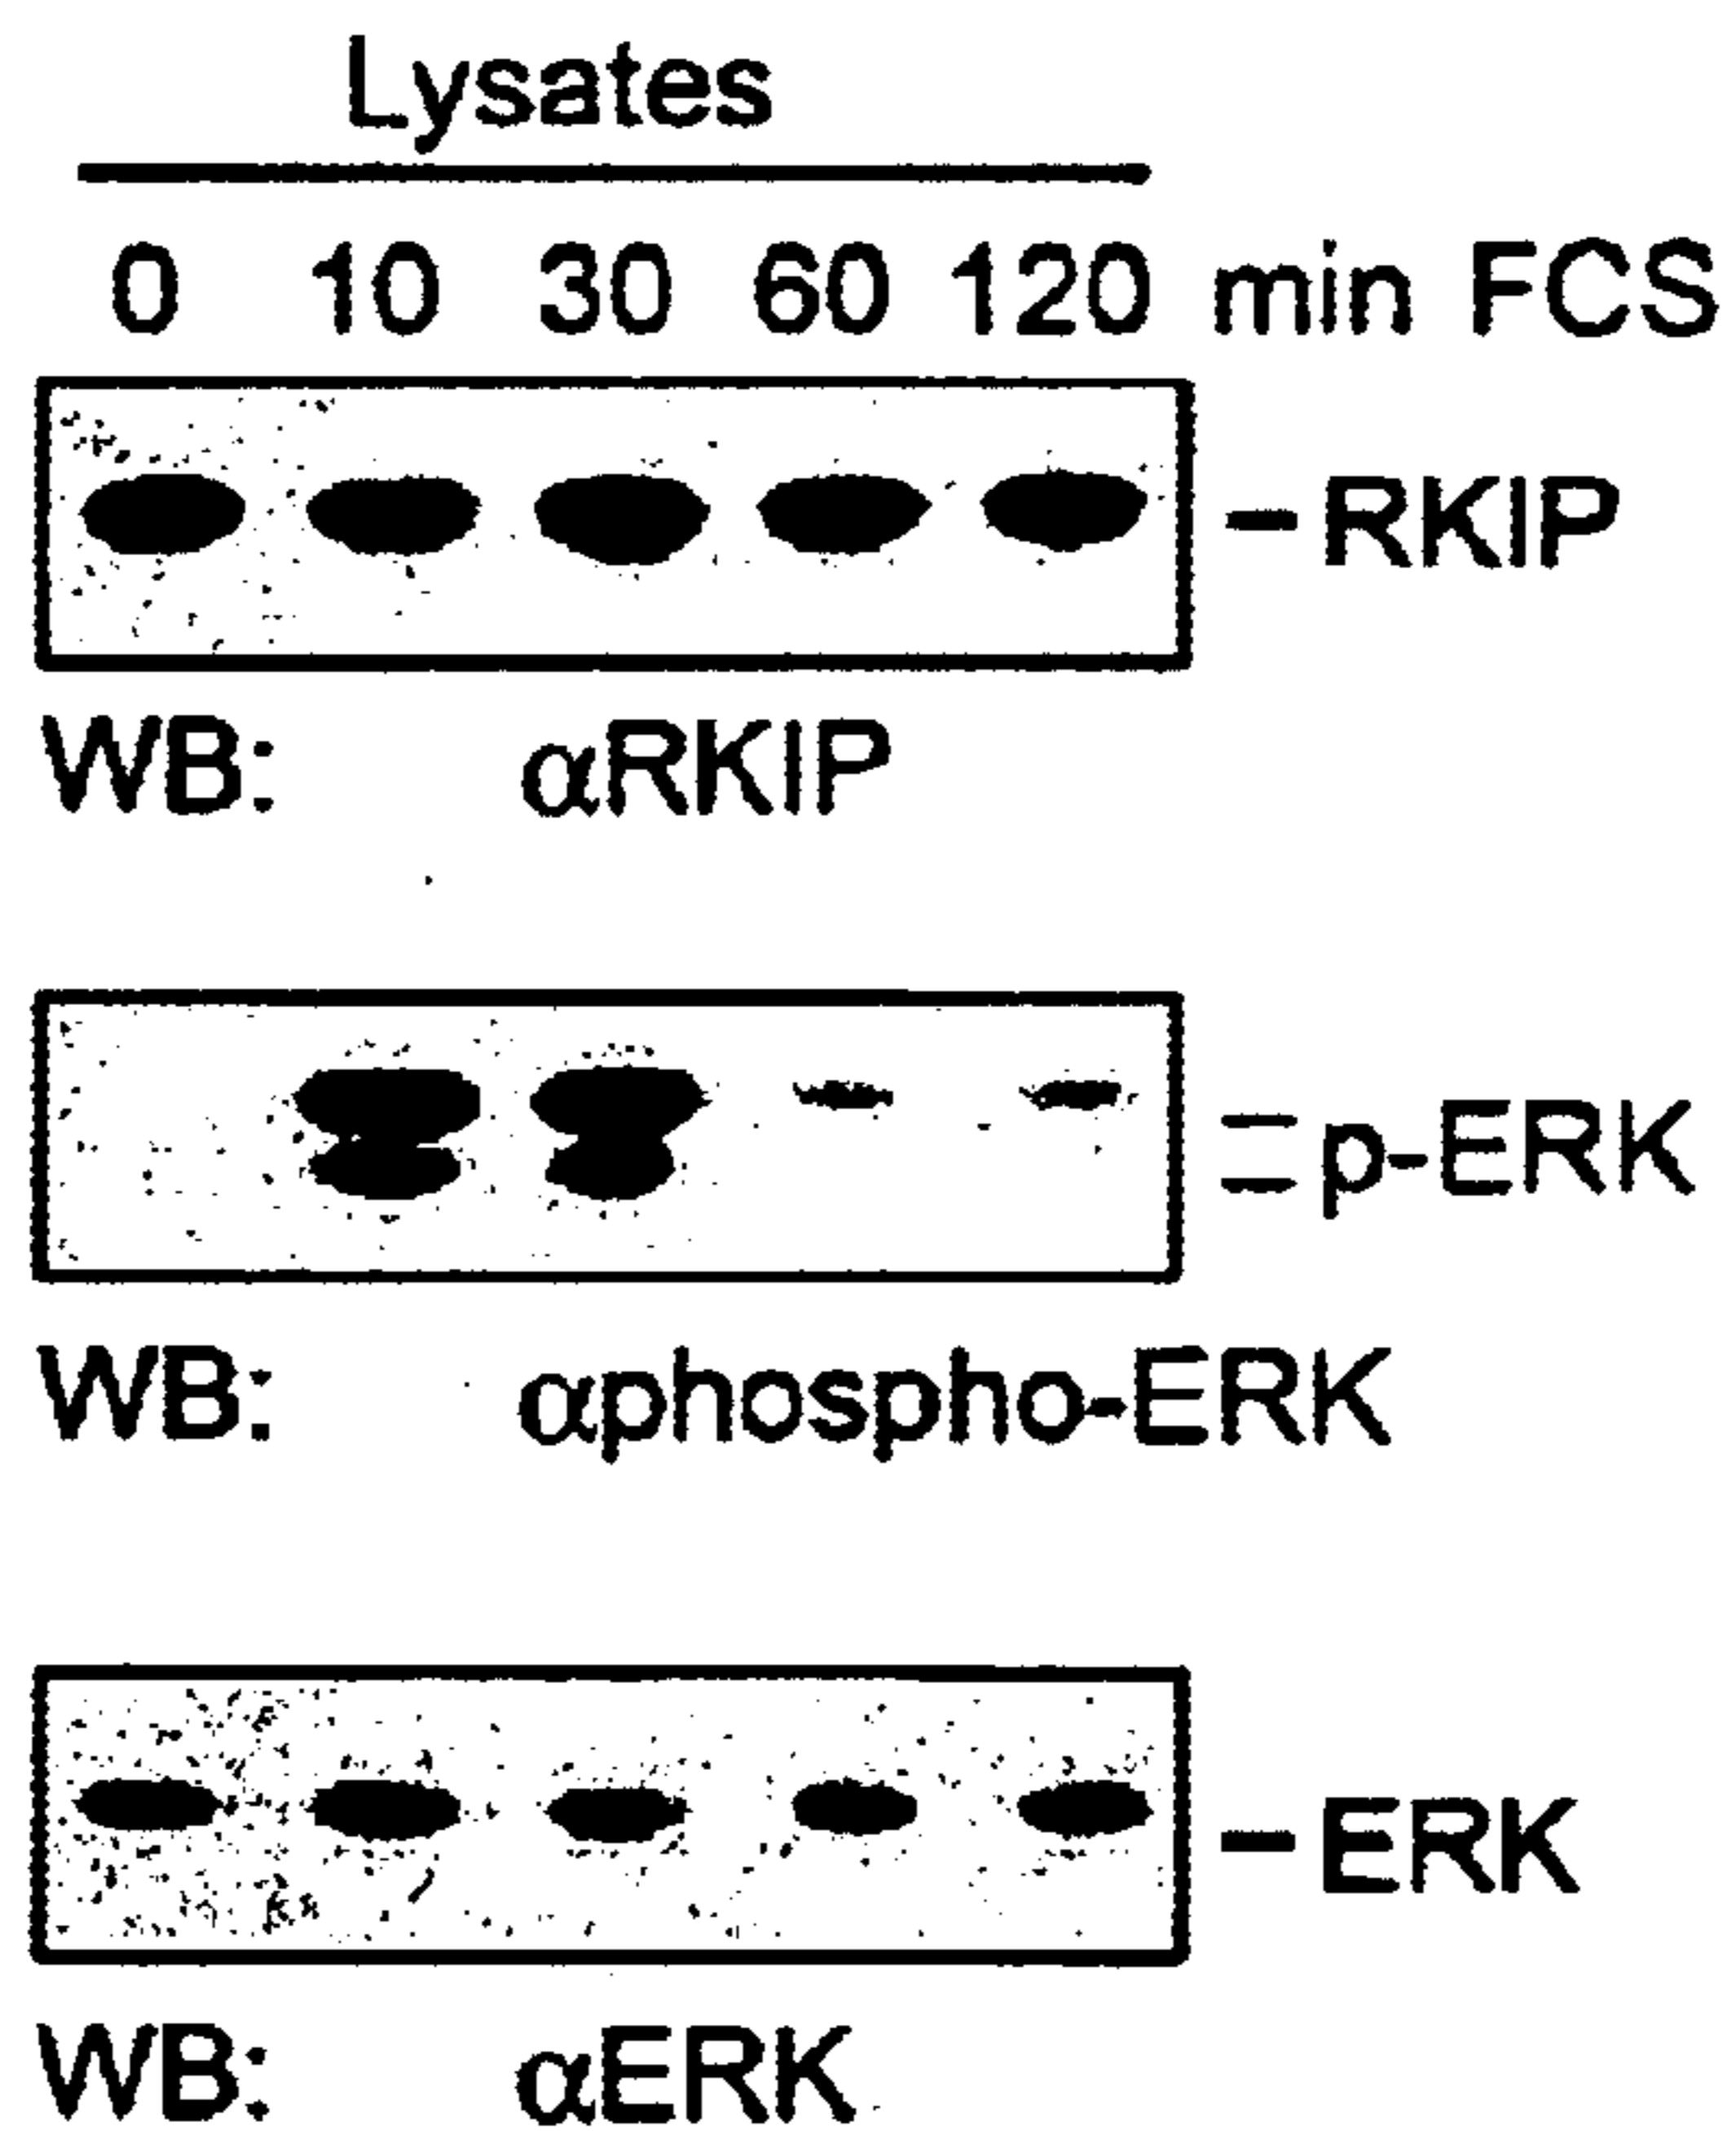 Lysates
0 10 30 60 120 min FCS
-RKIP
WB: αRKIP
=p-ERK
WB: αphospho-ERK
-ERK
WB: αERK